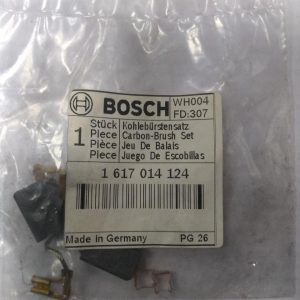 BOSCH
WH004
FD:307
1
Stück Kohlebürstensatz
Piece Carbon-Brush Set
Pièce Jeu De Balais
Piece Juego De Escobillas
1 617 014 124
Made in Germany PG 26